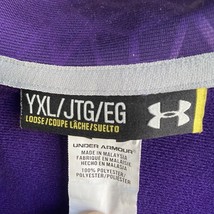 YXL/JTG/EG
LOOSE/COUPE LÂCHE/SUELTO
UNDER ARMOUR
MADE IN MALAYSIA
FABRIQUÉ EN MALAISIE
HECHO EN MALASIA
100% POLYESTER
POLYESTER/POLIÉSTER